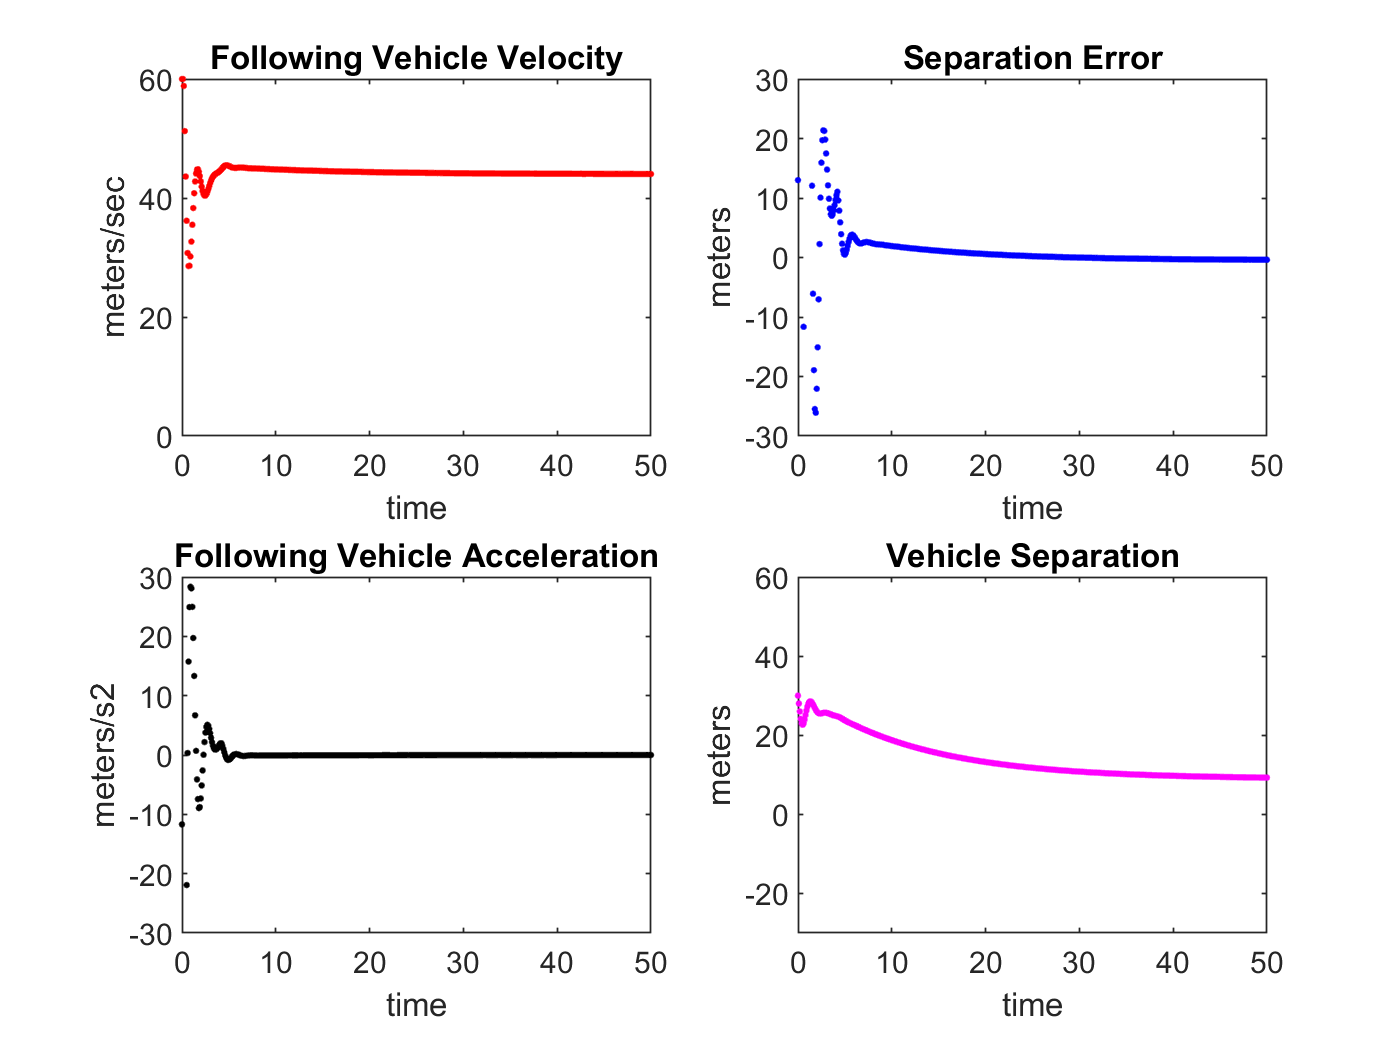 Following Vehicle Velocity
60
40
20
0
meters/sec
0 10 20 30 40 50
time
Separation Error
30
20
10
0
-10
-20
-30
meters
0 10 20 30 40 50
time
Following Vehicle Acceleration
30
20
10
0
-10
-20
-30
meters/s2
0 10 20 30 40 50
time
Vehicle Separation
60
40
20
0
-20
meters
0 10 20 30 40 50
time